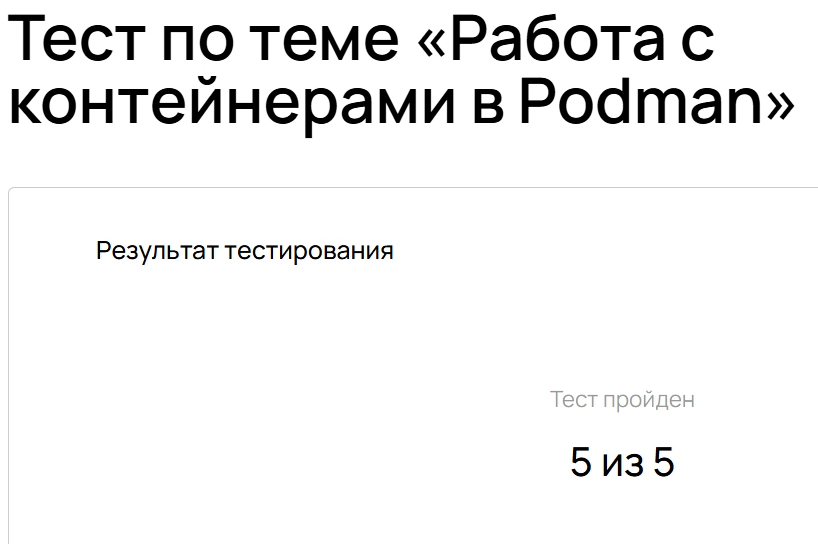 Тест по теме «Работа с
контейнерами в Podman»
Результат тестирования
Тест пройден
5 из 5